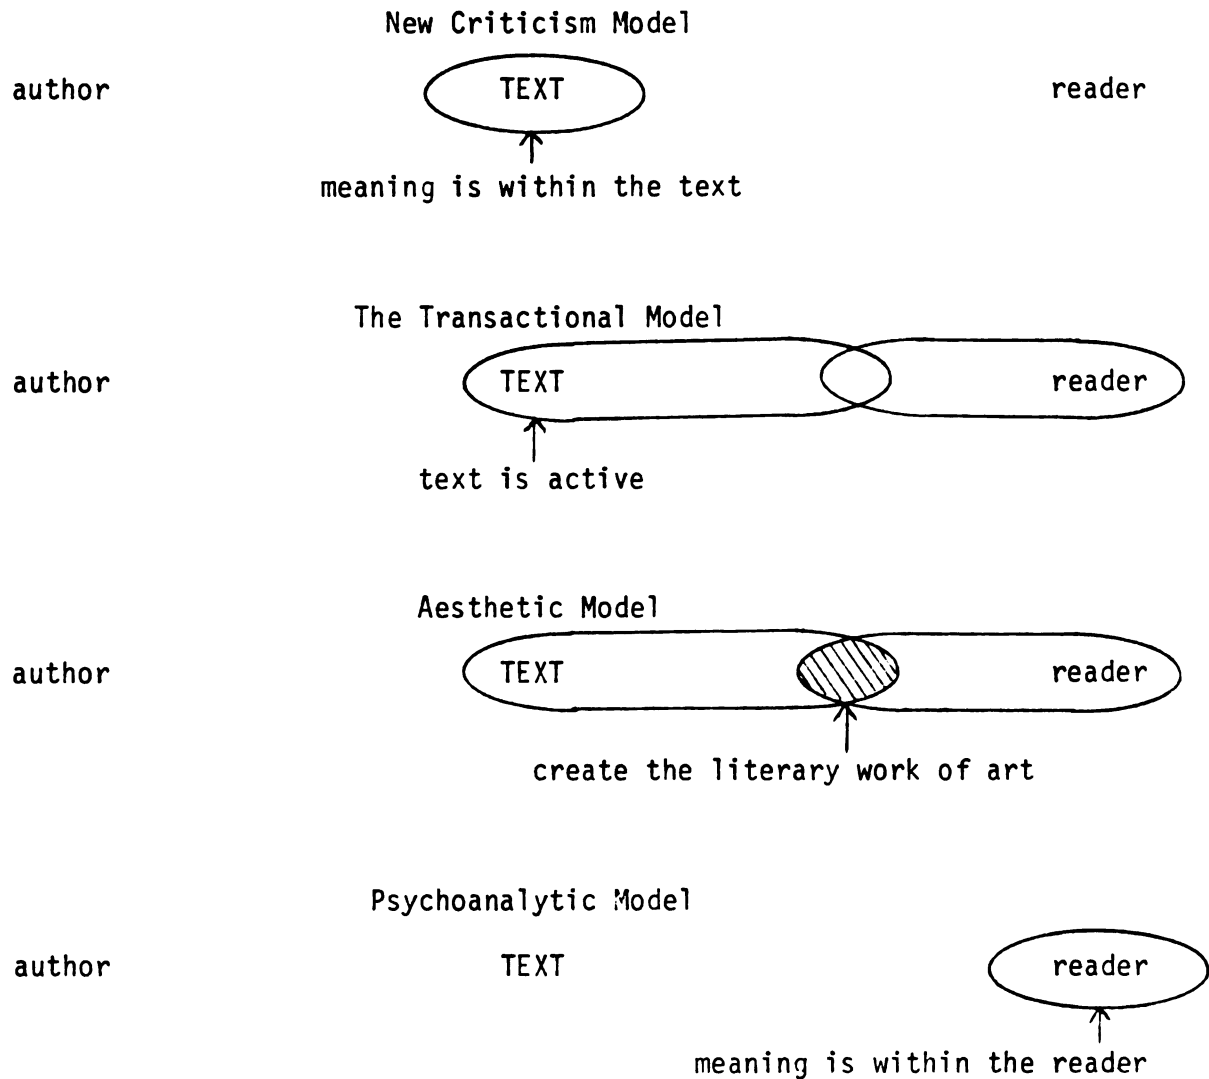 New Criticism Model
author TEXT reader
meaning is within the text
The Transactional Model
author TEXT reader
text is active
Aesthetic Model
author TEXT reader
create the literary work of art
Psychoanalytic Model
author TEXT reader
meaning is within the reader